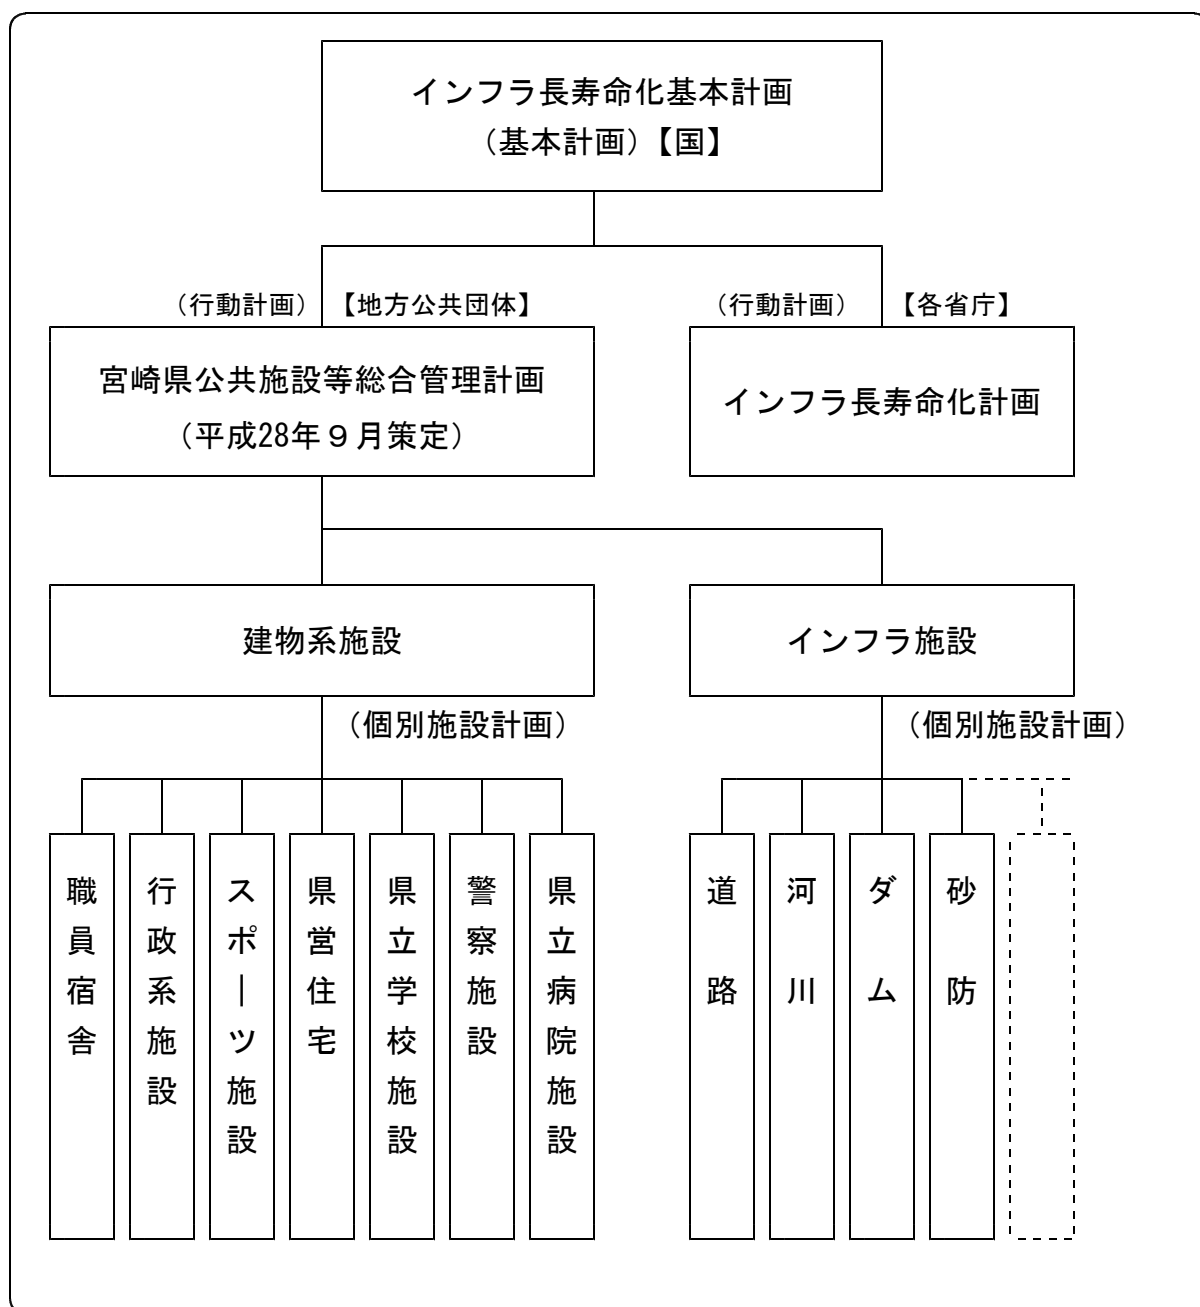 インフラ長寿命化基本計画
（基本計画）【国】
（行動計画）【地方公共団体】
（行動計画）【各省庁】
宮崎県公共施設等総合管理計画
（平成28年９月策定）
インフラ長寿命化計画
建物系施設
インフラ施設
（個別施設計画）
（個別施設計画）
職員宿舎
行政系施設
スポーツ施設
県営住宅
県立学校施設
警察施設
県立病院施設
道路
河川
ダム
砂防